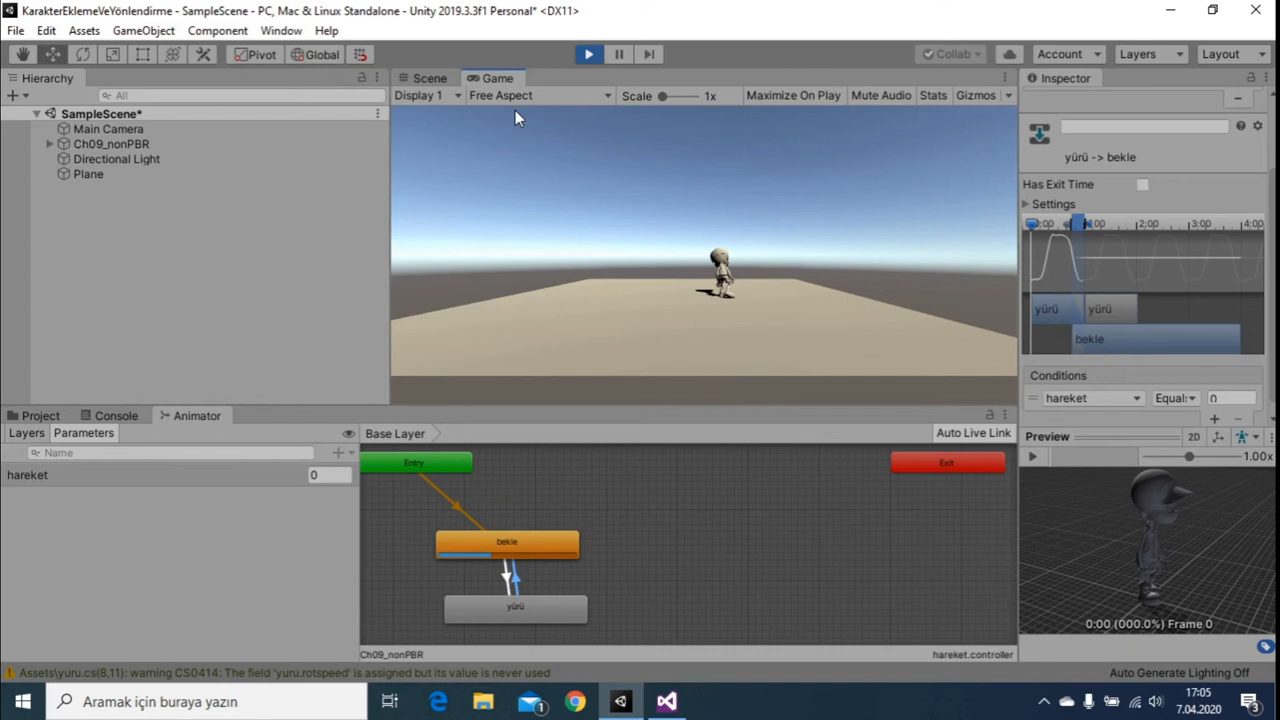 KarakterEklemeVeYönlendirme - SampleScene - PC, Mac & Linux Standalone - Unity 2019.3.3f1 Personal* <DX11>
File Edit Assets GameObject Component Window Help
Pivot Global Collab Account Layers Layout
Hierarchy Scene Game Inspector
All Display 1 Free Aspect Scale 1x Maximize On Play Mute Audio Stats Gizmos
SampleScene*
Main Camera
Ch09_nonPBR
Directional Light
Plane
yürü -> bekle
Has Exit Time
Settings
0:00 1:00 2:00 3:00 4:00
yürü yürü
bekle
Conditions
hareket Equal: 0
Project Console Animator
Layers Parameters Base Layer Auto Live Link
Preview 2D
Name
1.00x
Entry Exit
hareket 0
bekle
yürü
0:00 (000.0%) Frame 0
Ch09_nonPBR hareket.controller
Assets\yuru.cs(8,11): warning CS0414: The field 'yuru.rotspeed' is assigned but its value is never used Auto Generate Lighting Off
Aramak için buraya yazın
1
17:05
7.04.2020
3